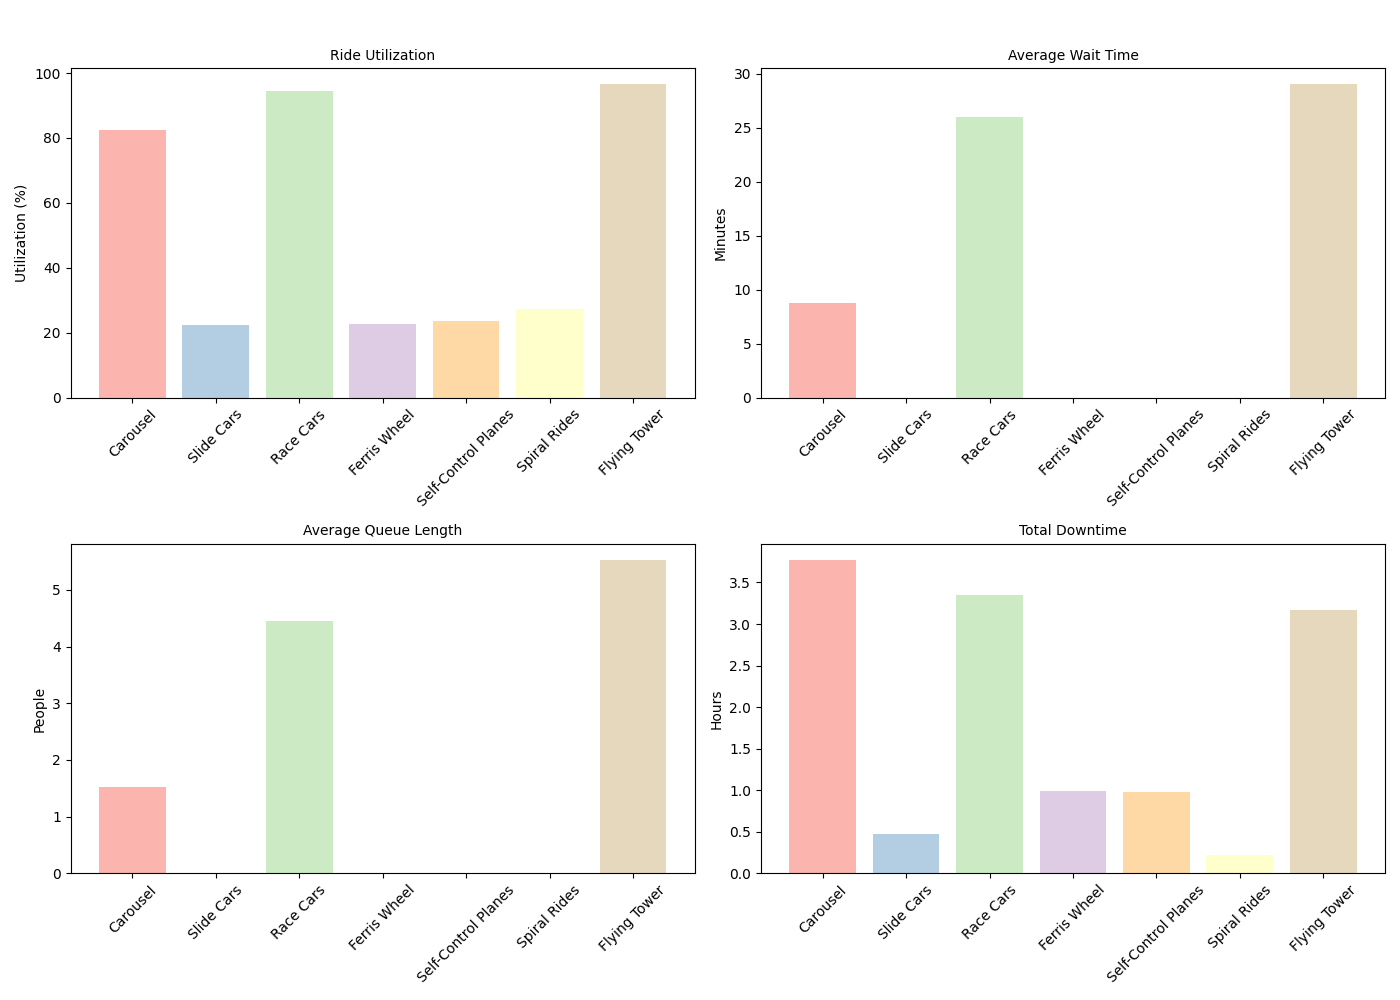 Ride Utilization
Utilization (%)
100
80
60
40
20
0
Carousel
Slide Cars
Race Cars
Ferris Wheel
Self-Control Planes
Spiral Rides
Flying Tower
Average Wait Time
Minutes
30
25
20
15
10
5
0
Carousel
Slide Cars
Race Cars
Ferris Wheel
Self-Control Planes
Spiral Rides
Flying Tower
Average Queue Length
People
5
4
3
2
1
0
Carousel
Slide Cars
Race Cars
Ferris Wheel
Self-Control Planes
Spiral Rides
Flying Tower
Total Downtime
Hours
3.5
3.0
2.5
2.0
1.5
1.0
0.5
0.0
Carousel
Slide Cars
Race Cars
Ferris Wheel
Self-Control Planes
Spiral Rides
Flying Tower